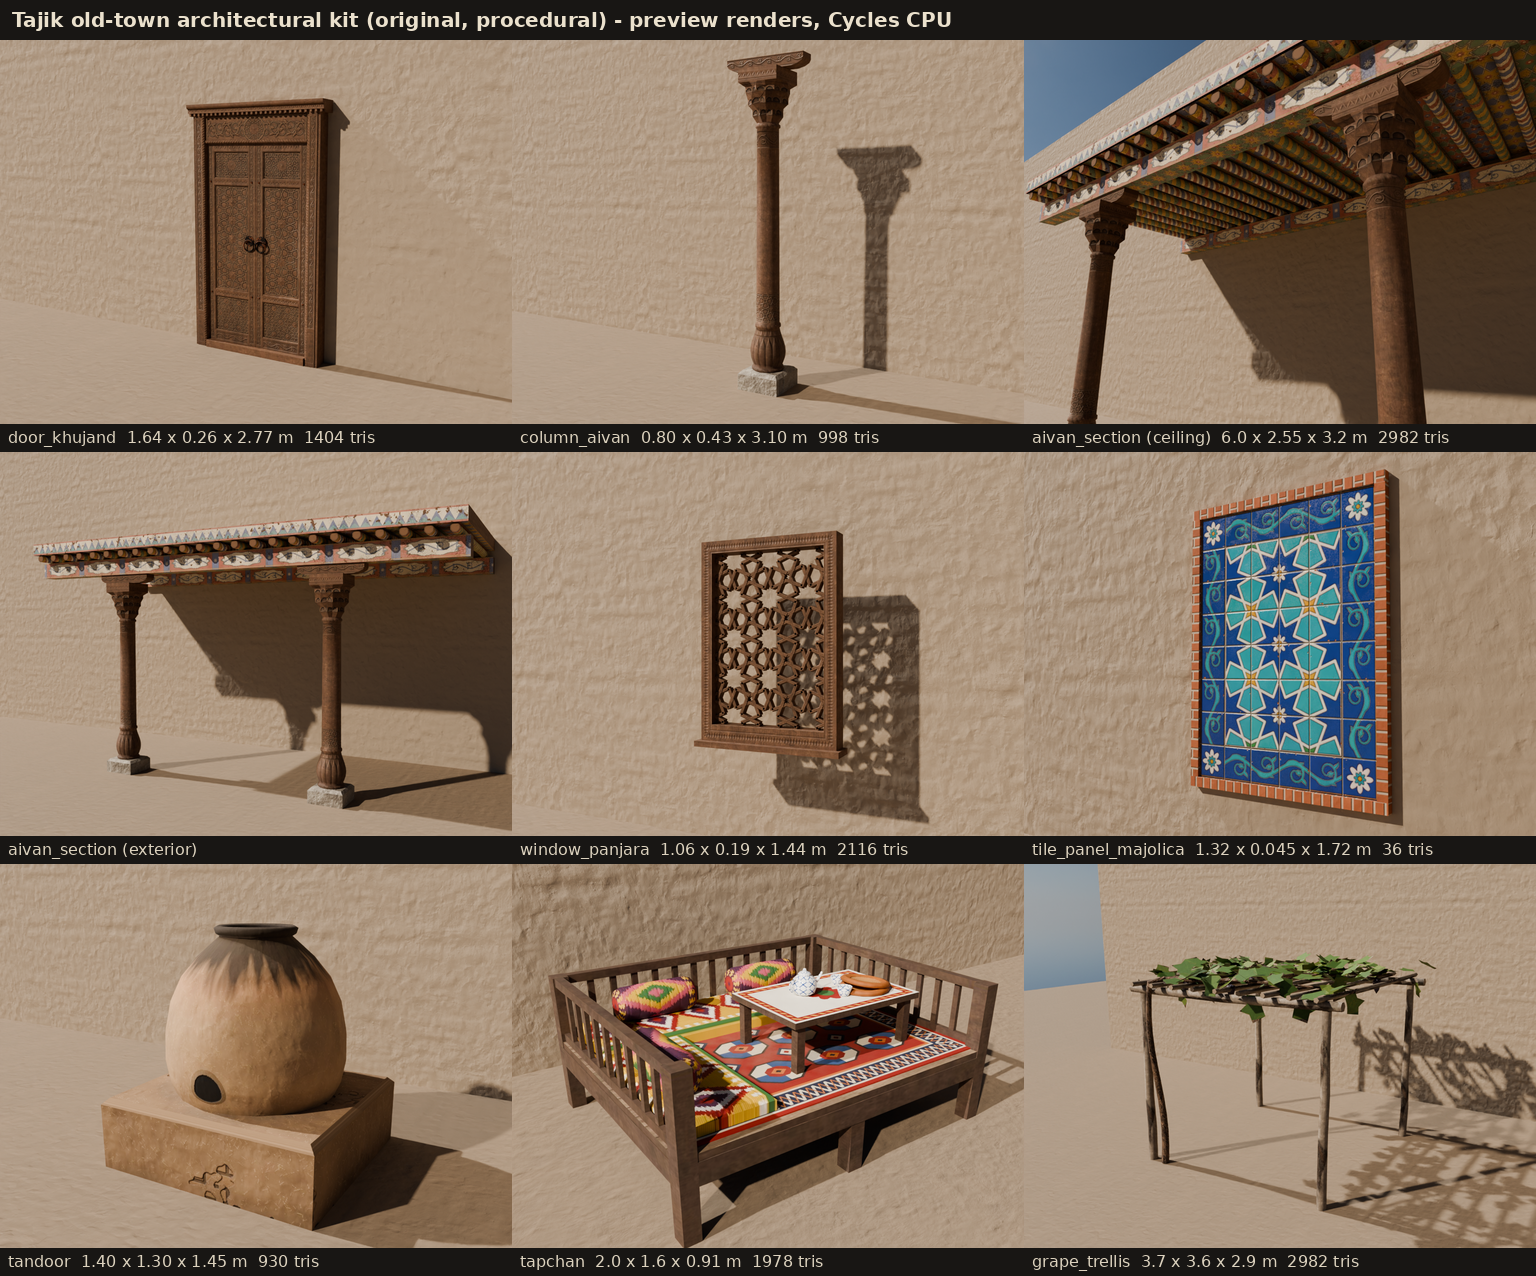 Tajik old-town architectural kit (original, procedural) - preview renders, Cycles CPU
door_khujand  1.64 x 0.26 x 2.77 m  1404 tris
column_aivan  0.80 x 0.43 x 3.10 m  998 tris
aivan_section (ceiling)  6.0 x 2.55 x 3.2 m  2982 tris
aivan_section (exterior)
window_panjara  1.06 x 0.19 x 1.44 m  2116 tris
tile_panel_majolica  1.32 x 0.045 x 1.72 m  36 tris
tandoor  1.40 x 1.30 x 1.45 m  930 tris
tapchan  2.0 x 1.6 x 0.91 m  1978 tris
grape_trellis  3.7 x 3.6 x 2.9 m  2982 tris